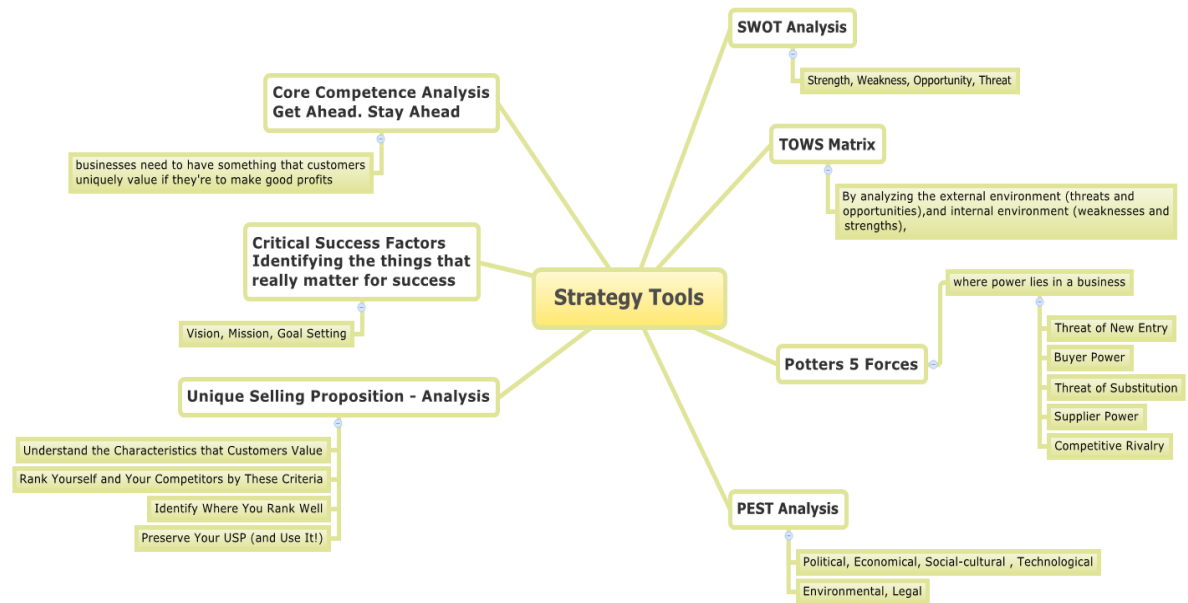 Strategy Tools
SWOT Analysis
Strength, Weakness, Opportunity, Threat
TOWS Matrix
By analyzing the external environment (threats and
opportunities),and internal environment (weaknesses and
strengths),
Potters 5 Forces
where power lies in a business
Threat of New Entry
Buyer Power
Threat of Substitution
Supplier Power
Competitive Rivalry
PEST Analysis
Political, Economical, Social-cultural , Technological
Environmental, Legal
Core Competence Analysis
Get Ahead. Stay Ahead
businesses need to have something that customers
uniquely value if they're to make good profits
Critical Success Factors
Identifying the things that
really matter for success
Vision, Mission, Goal Setting
Unique Selling Proposition - Analysis
Understand the Characteristics that Customers Value
Rank Yourself and Your Competitors by These Criteria
Identify Where You Rank Well
Preserve Your USP (and Use It!)